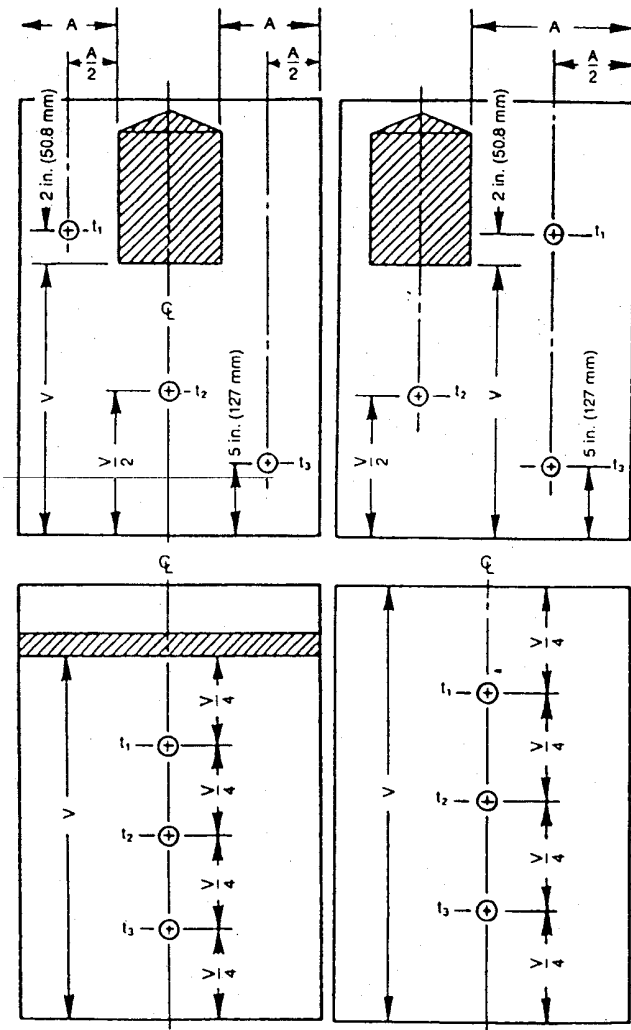 A A A
A/2 A/2 A/2
2 in. (50.8 mm) 2 in. (50.8 mm)
t₁ t₁
℄
t₂ t₂
V V
V/2 V/2
5 in. (127 mm) 5 in. (127 mm)
t₃ t₃
℄ ℄
V/4 V/4
t₁ t₁
V/4 V/4
V V
t₂ t₂
V/4 V/4
t₃ t₃
V/4 V/4